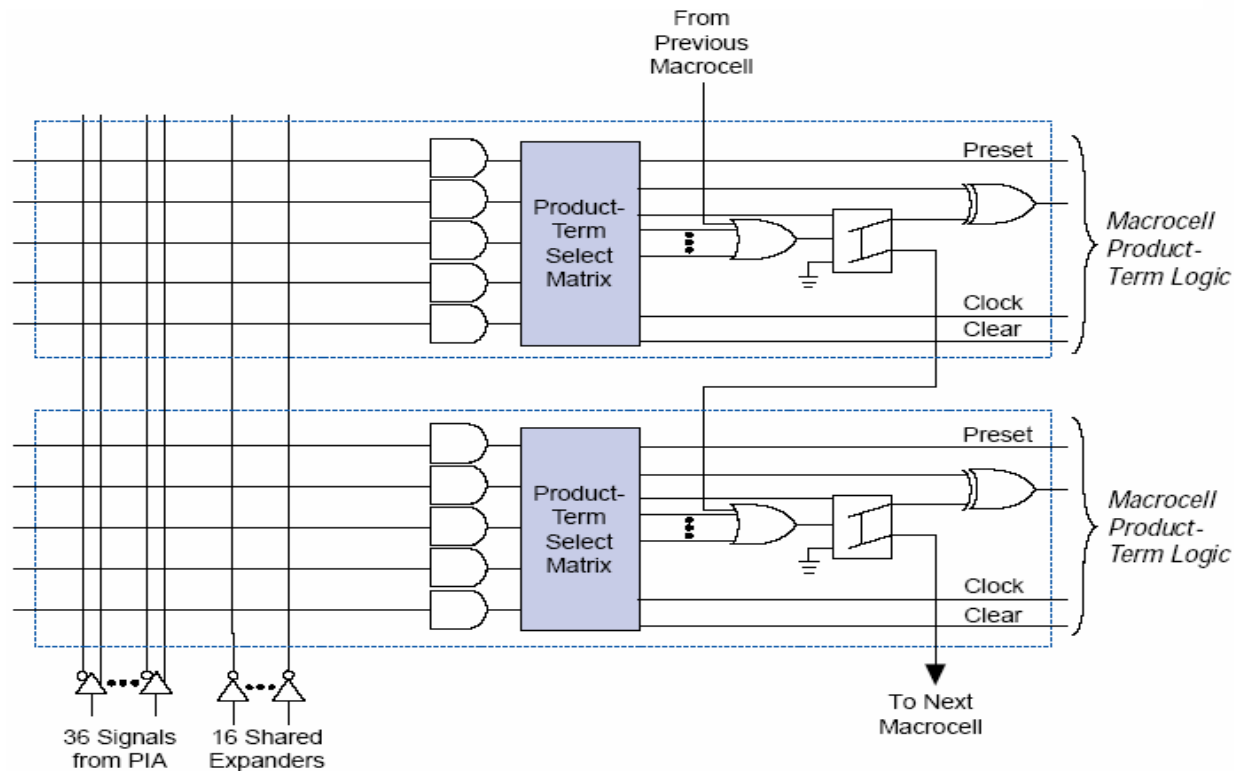 From
Previous
Macrocell
Preset
Product-
Term
Select
Matrix
Macrocell
Product-
Term Logic
Clock
Clear
Preset
Product-
Term
Select
Matrix
Macrocell
Product-
Term Logic
Clock
Clear
36 Signals
from PIA
16 Shared
Expanders
To Next
Macrocell